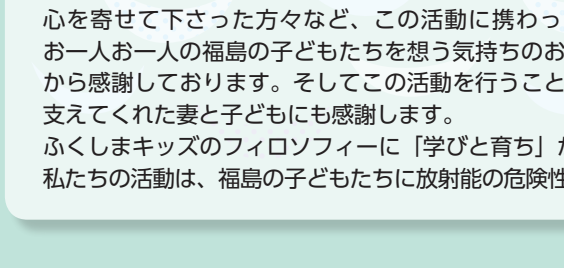 心を寄せて下さった方々など、この活動に携わっ
お一人お一人の福島の子どもたちを想う気持ちのお
から感謝しております。そしてこの活動を行うこと
支えてくれた妻と子どもにも感謝します。
ふくしまキッズのフィロソフィーに「学びと育ち」
私たちの活動は、福島の子どもたちに放射能の危険性